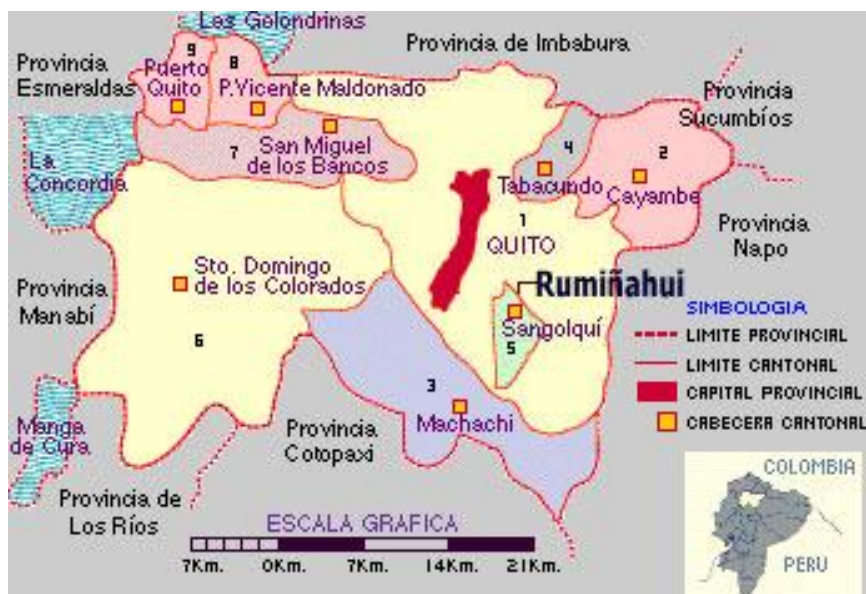 Las Golondrinas
Provincia de Imbabura
Provincia
Esmeraldas
9
Puerto
Quito
8
P. Vicente Maldonado
Provincia
Sucumbíos
La
Concordia
7
San Miguel
de los Bancos
4
Tabacundo
2
Cayambe
1
QUITO
Provincia
Napo
Sto. Domingo
de los Colorados
Provincia
Manabí
6
Rumiñahui
Sangolquí
5
SIMBOLOGIA
LIMITE PROVINCIAL
LIMITE CANTONAL
CAPITAL PROVINCIAL
CABECERA CANTONAL
3
Machachi
Manga
de Cura
Provincia
Cotopaxi
Provincia de
Los Ríos
ESCALA GRAFICA
7Km. 0Km. 7Km. 14Km. 21Km.
COLOMBIA
PERU